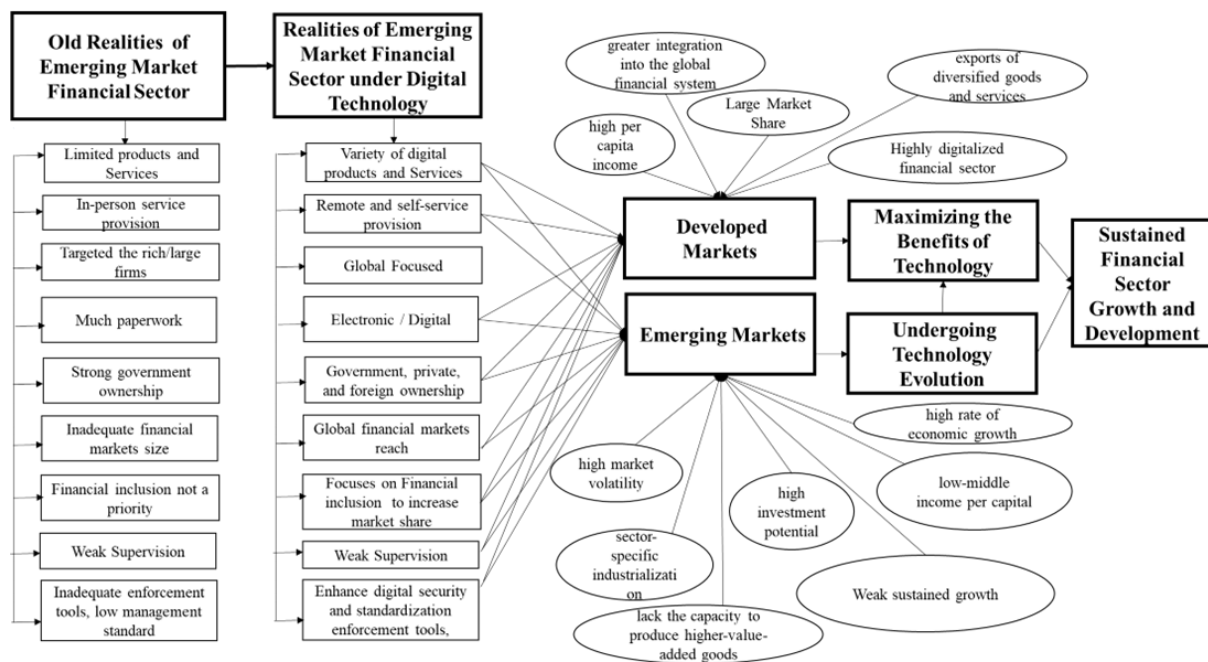 Old Realities of
Emerging Market
Financial Sector
Limited products and
Services
In-person service
provision
Targeted the rich/large
firms
Much paperwork
Strong government
ownership
Inadequate financial
markets size
Financial inclusion not a
priority
Weak Supervision
Inadequate enforcement
tools, low management
standard
Realities of Emerging
Market Financial
Sector under Digital
Technology
Variety of digital
products and Services
Remote and self-service
provision
Global Focused
Electronic / Digital
Government, private,
and foreign ownership
Global financial markets
reach
Focuses on Financial
inclusion to increase
market share
Weak Supervision
Enhance digital security
and standardization
enforcement tools,
greater integration
into the global
financial system
exports of
diversified goods
and services
Large Market
Share
high per
capita
income
Highly digitalized
financial sector
Developed
Markets
Emerging Markets
Maximizing the
Benefits of
Technology
Undergoing
Technology
Evolution
Sustained
Financial
Sector
Growth and
Development
high rate of
economic growth
high market
volatility
low-middle
income per capital
high
investment
potential
sector-
specific
industrializati
on
Weak sustained growth
lack the capacity to
produce higher-value-
added goods